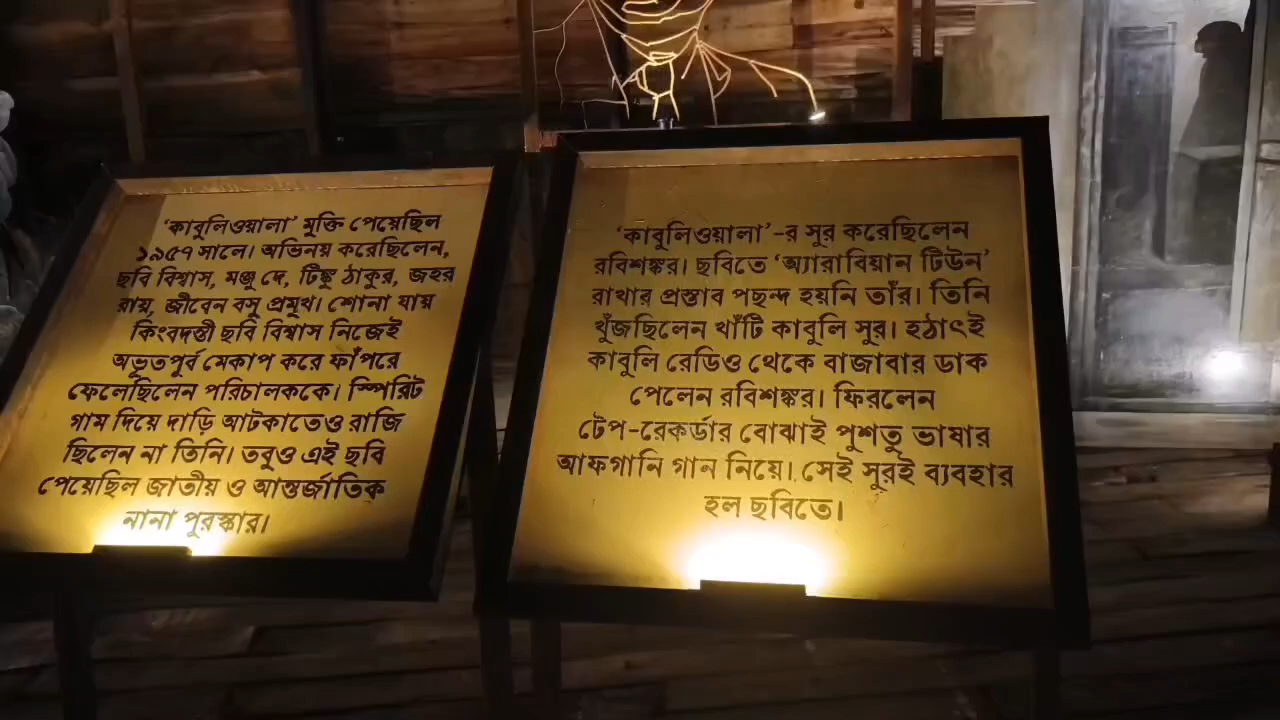 ‘কাবুলিওয়ালা’ মুক্তি পেয়েছিল
১৯৫৭ সালে। অভিনয় করেছিলেন,
ছবি বিশ্বাস, মঞ্জু দে, টিঙ্কু ঠাকুর, জহর
রায়, জীবেন বসু প্রমুখ। শোনা যায়
কিংবদন্তী ছবি বিশ্বাস নিজেই
অভূতপূর্ব মেকাপ করে ফাঁপরে
ফেলেছিলেন পরিচালককে। স্পিরিট
গাম দিয়ে দাড়ি আটকাতেও রাজি
ছিলেন না তিনি। তবুও এই ছবি
পেয়েছিল জাতীয় ও আন্তর্জাতিক
নানা পুরস্কার।
‘কাবুলিওয়ালা’-র সুর করেছিলেন
রবিশঙ্কর। ছবিতে ‘অ্যারাবিয়ান টিউন’
রাখার প্রস্তাব পছন্দ হয়নি তাঁর। তিনি
খুঁজছিলেন খাঁটি কাবুলি সুর। হঠাৎই
কাবুলি রেডিও থেকে বাজাবার ডাক
পেলেন রবিশঙ্কর। ফিরলেন
টেপ-রেকর্ডার বোঝাই পুশতু ভাষার
আফগানি গান নিয়ে। সেই সুরই ব্যবহার
হল ছবিতে।